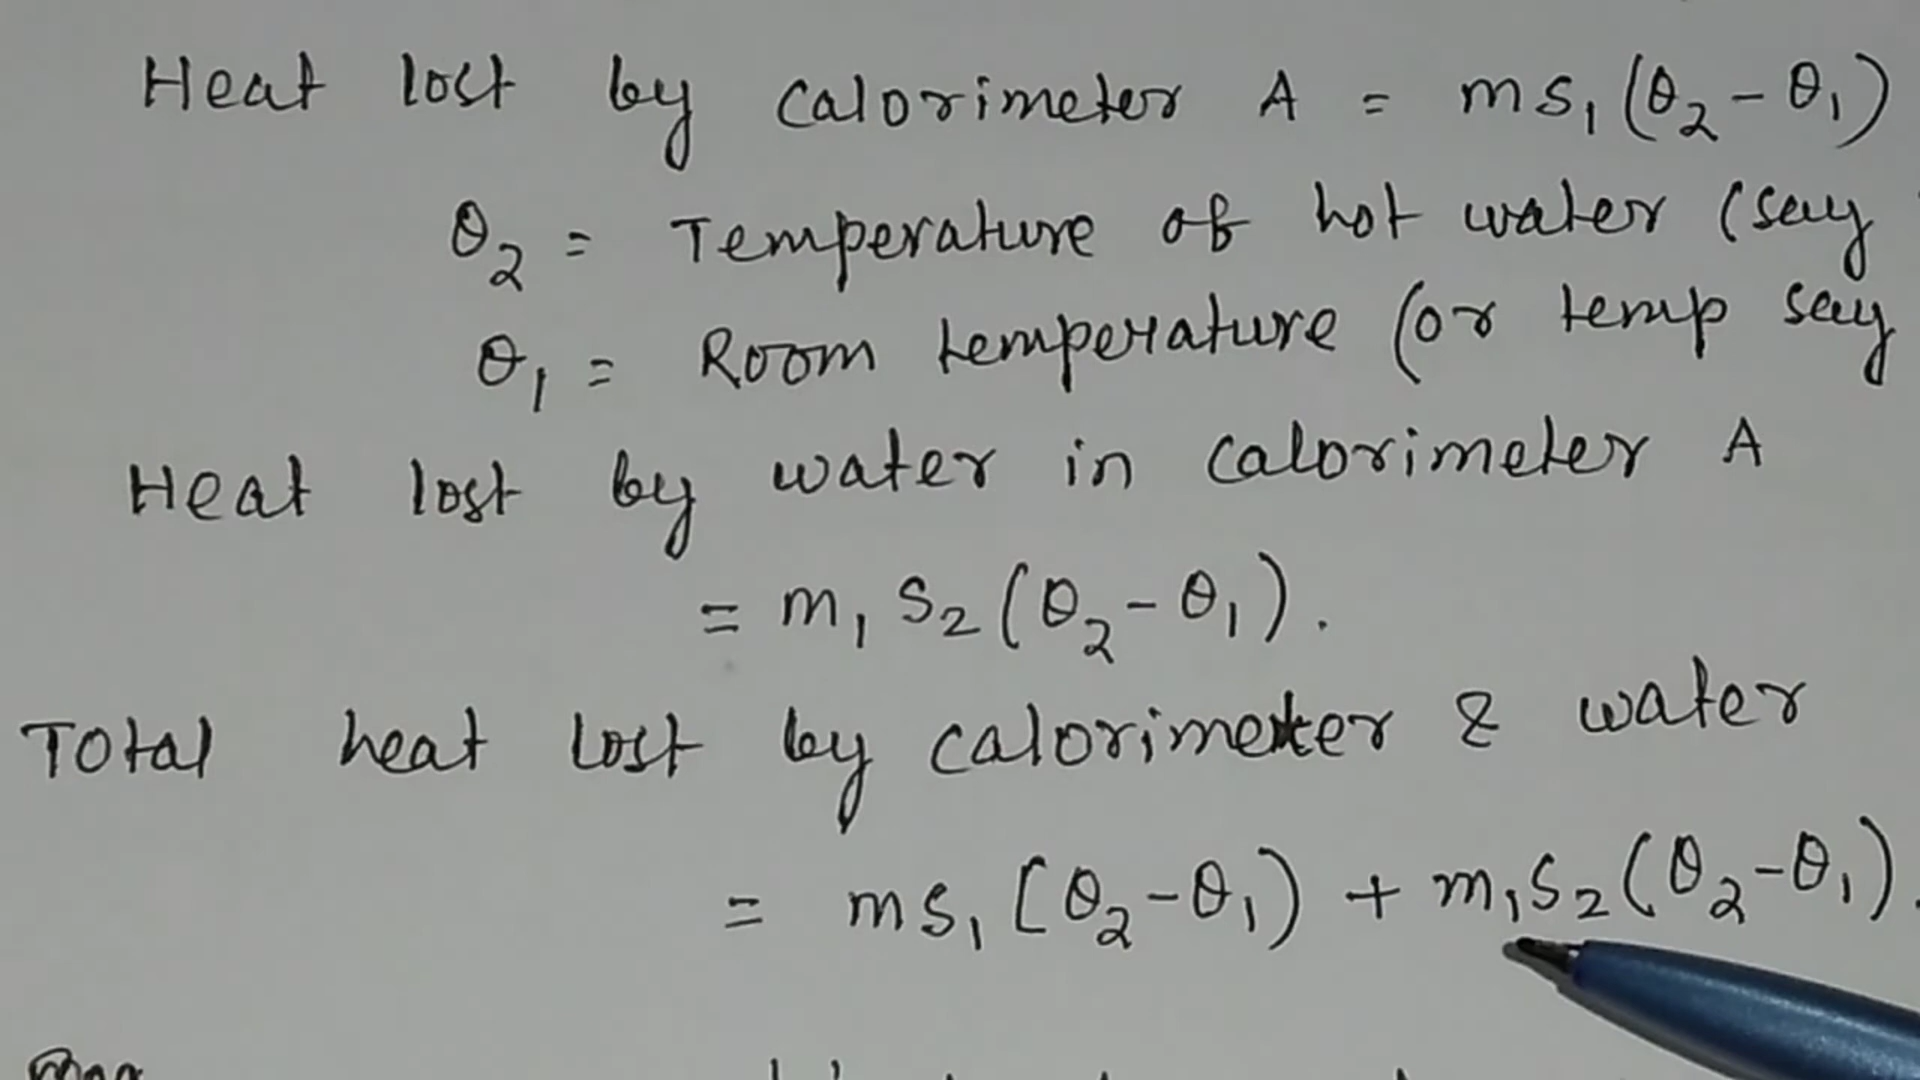 Heat lost by calorimeter A = ms₁(θ₂-θ₁)
θ₂ = Temperature of hot water (say
θ₁ = Room temperature (or temp say
Heat lost by water in calorimeter A
= m₁ s₂ (θ₂-θ₁).
Total heat lost by calorimeter & water
= ms₁ [θ₂-θ₁) + m₁s₂(θ₂-θ₁).